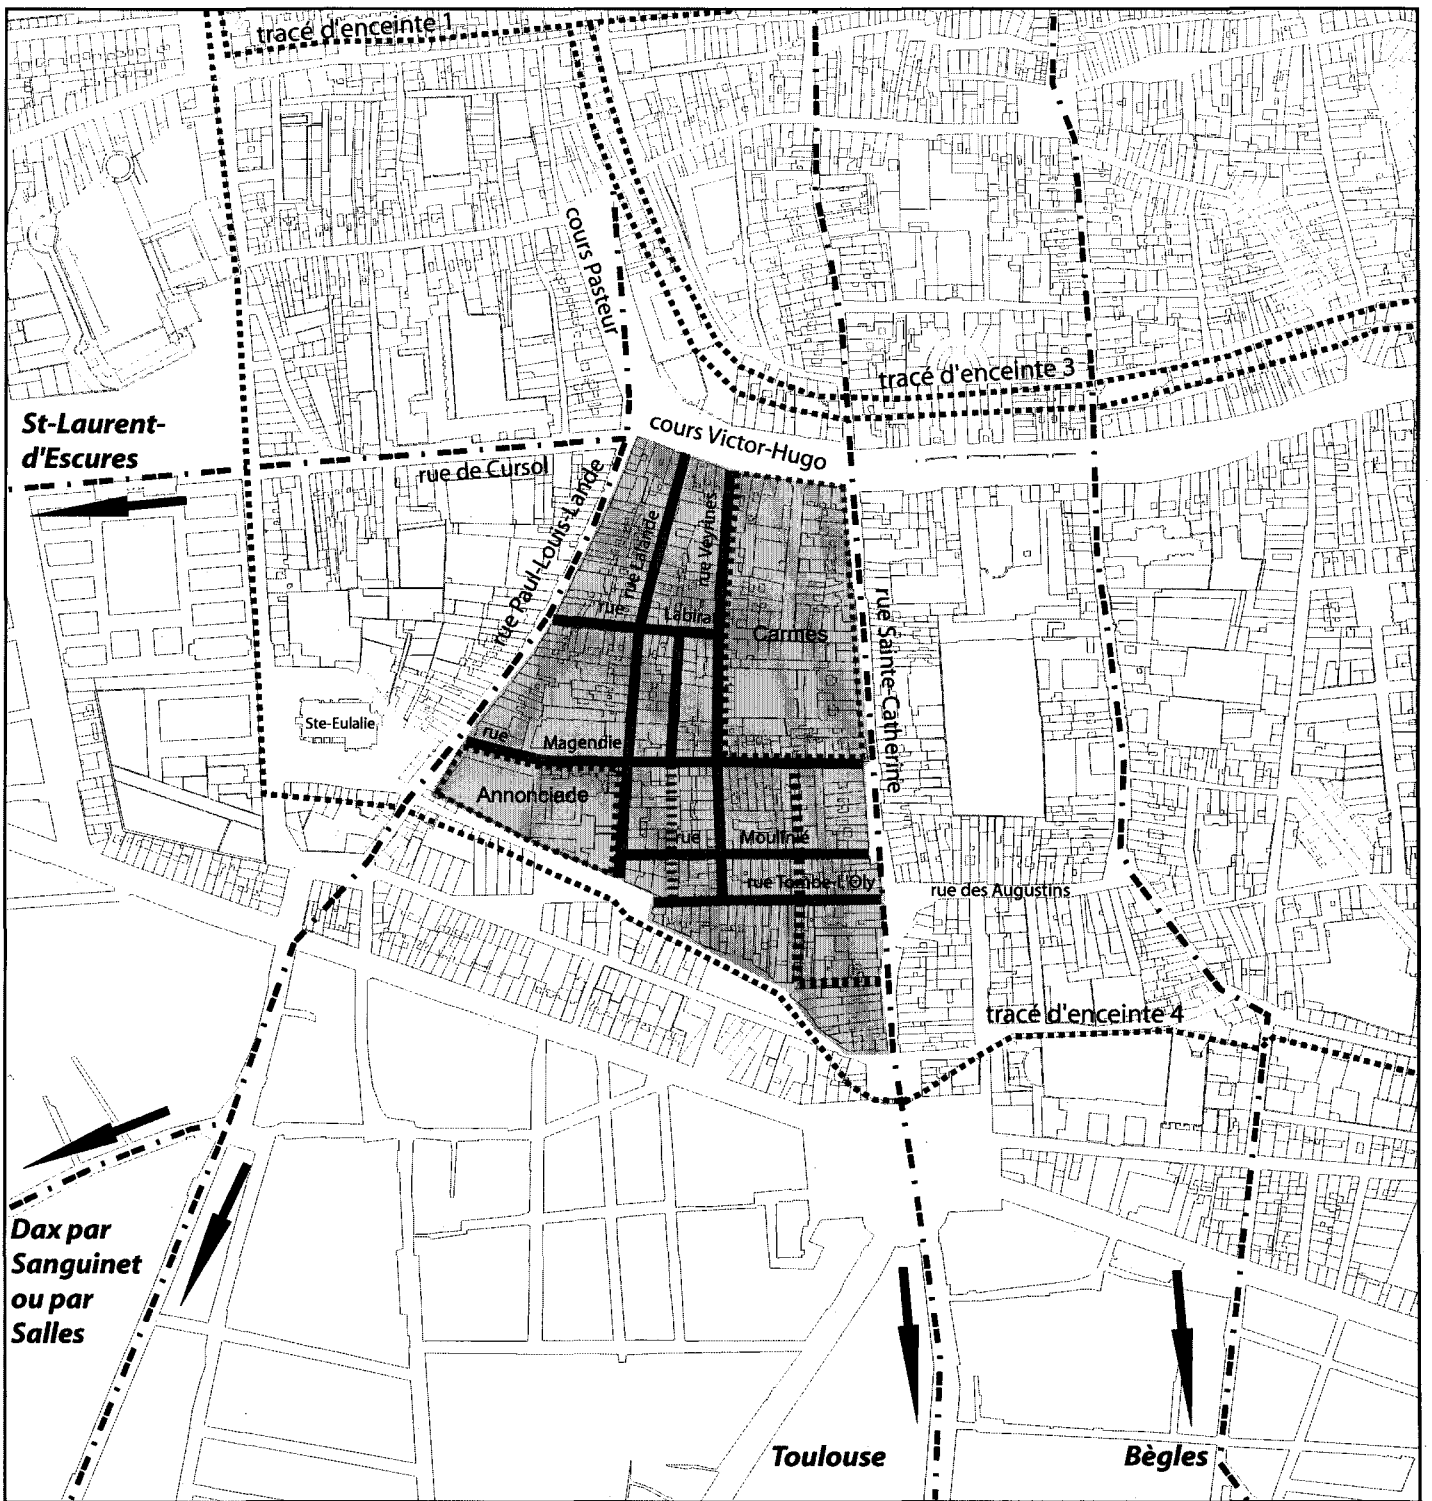 tracé d'enceinte 1
cours Pasteur
tracé d'enceinte 3
St-Laurent-
d'Escures
rue de Cursol
cours Victor-Hugo
rue Paul-Louis-Lande
rue Lalande
rue Veyrines
rue Labirat
Carmes
rue Sainte-Catherine
Ste-Eulalie
rue Magendie
Annonciade
rue Moulinié
rue Tombe-L'Oly
rue des Augustins
tracé d'enceinte 4
Dax par
Sanguinet
ou par
Salles
Toulouse
Bègles